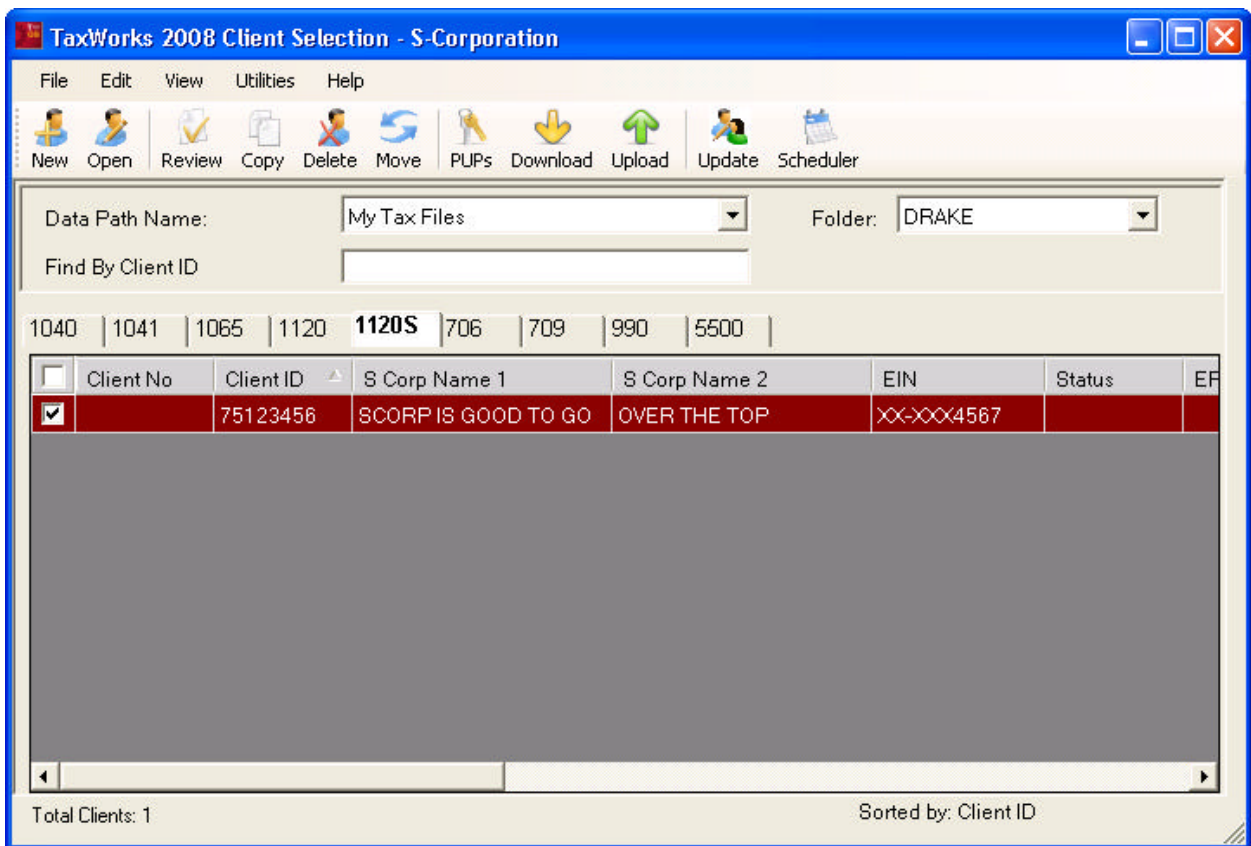 TaxWorks 2008 Client Selection - S-Corporation
File Edit View Utilities Help
New Open Review Copy Delete Move PUPs Download Upload Update Scheduler
Data Path Name: My Tax Files Folder: DRAKE
Find By Client ID
1040 1041 1065 1120 1120S 706 709 990 5500
Client No Client ID S Corp Name 1 S Corp Name 2 EIN Status EF
75123456 SCORP IS GOOD TO GO OVER THE TOP XX-XXX4567
Total Clients: 1 Sorted by: Client ID